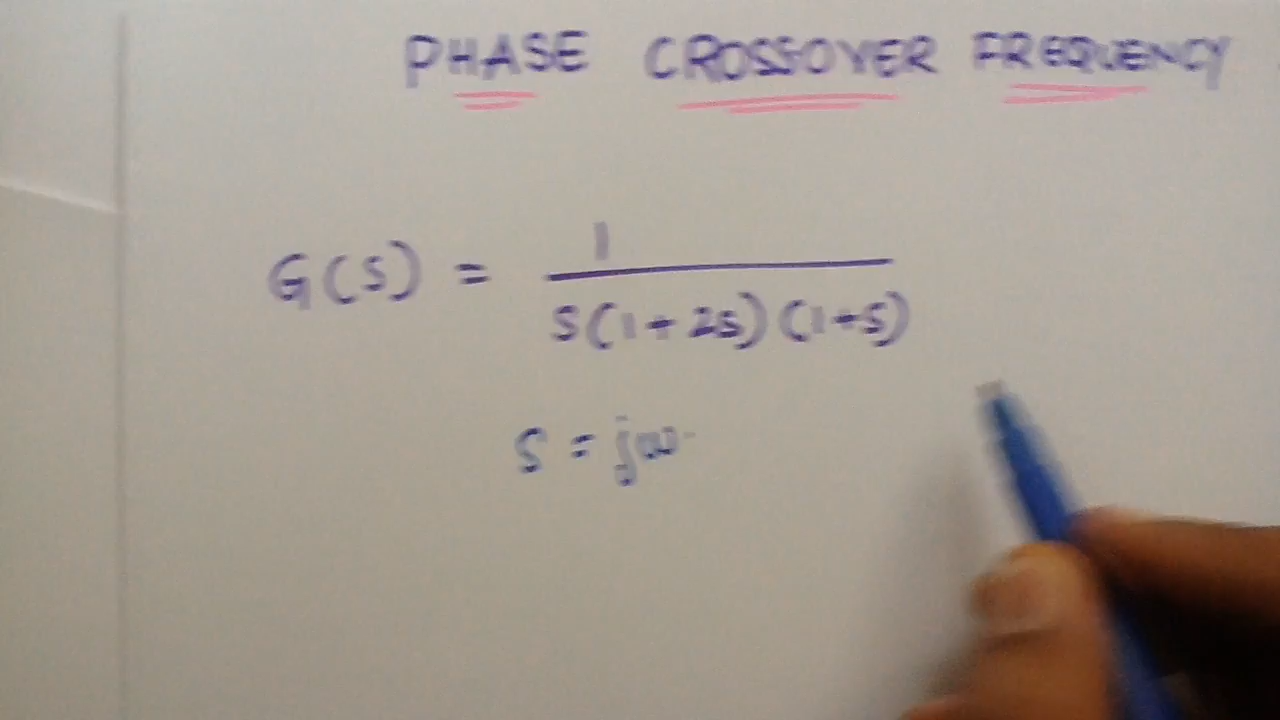 PHASE CROSSOVER FREQUENCY
G(S) = 1
S(1+2S)(1+S)
S = jω